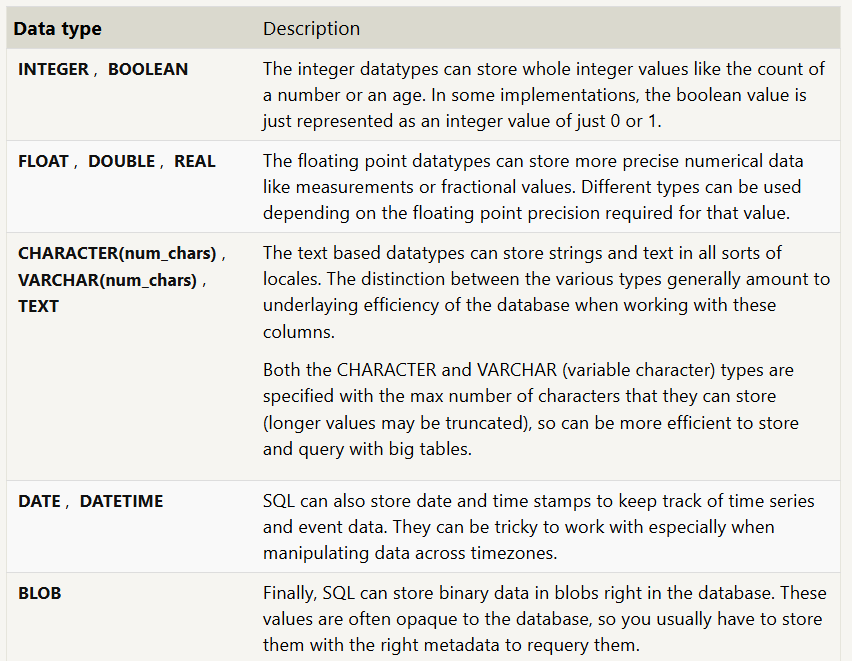 Data type Description
INTEGER , BOOLEAN The integer datatypes can store whole integer values like the count of
a number or an age. In some implementations, the boolean value is
just represented as an integer value of just 0 or 1.
FLOAT , DOUBLE , REAL The floating point datatypes can store more precise numerical data
like measurements or fractional values. Different types can be used
depending on the floating point precision required for that value.
CHARACTER(num_chars) ,
VARCHAR(num_chars) ,
TEXT
The text based datatypes can store strings and text in all sorts of
locales. The distinction between the various types generally amount to
underlaying efficiency of the database when working with these
columns.
Both the CHARACTER and VARCHAR (variable character) types are
specified with the max number of characters that they can store
(longer values may be truncated), so can be more efficient to store
and query with big tables.
DATE , DATETIME SQL can also store date and time stamps to keep track of time series
and event data. They can be tricky to work with especially when
manipulating data across timezones.
BLOB Finally, SQL can store binary data in blobs right in the database. These
values are often opaque to the database, so you usually have to store
them with the right metadata to requery them.